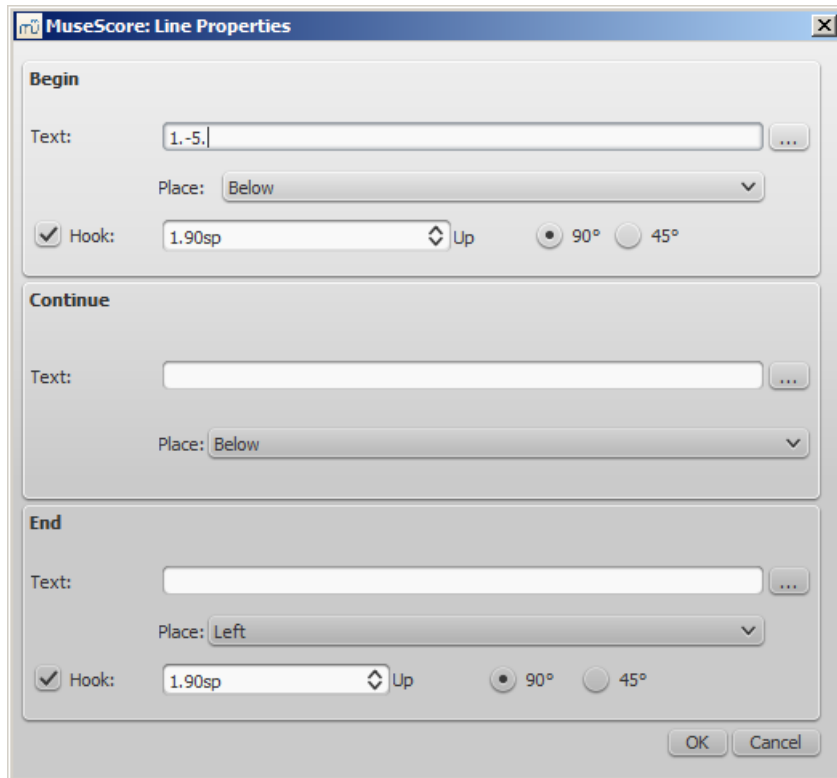 mü MuseScore: Line Properties
Begin
Text: 1.-5. ...
Place: Below
Hook: 1.90sp Up 90° 45°
Continue
Text: ...
Place: Below
End
Text: ...
Place: Left
Hook: 1.90sp Up 90° 45°
OK Cancel